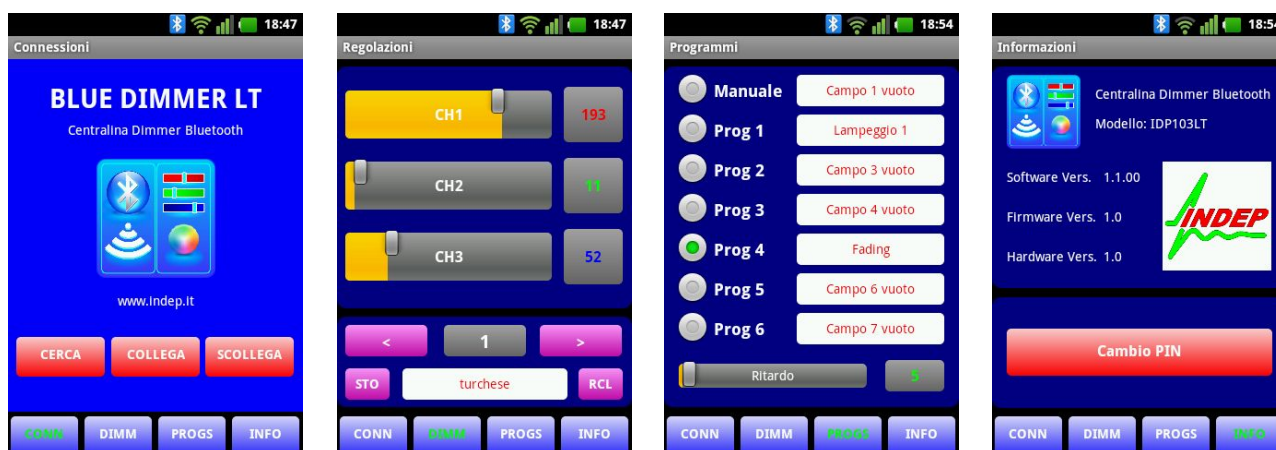 18:47
Connessioni
BLUE DIMMER LT
Centralina Dimmer Bluetooth
www.indep.it
CERCA COLLEGA SCOLLEGA
CONN DIMM PROGS INFO
18:47
Regolazioni
CH1 193
CH2 11
CH3 52
< 1 >
STO turchese RCL
CONN DIMM PROGS INFO
18:54
Programmi
Manuale Campo 1 vuoto
Prog 1 Lampeggio 1
Prog 2 Campo 3 vuoto
Prog 3 Campo 4 vuoto
Prog 4 Fading
Prog 5 Campo 6 vuoto
Prog 6 Campo 7 vuoto
Ritardo 5
CONN DIMM PROGS INFO
18:54
Informazioni
Centralina Dimmer Bluetooth
Modello: IDP103LT
Software Vers. 1.1.00
Firmware Vers. 1.0
Hardware Vers. 1.0
INDEP
Cambio PIN
CONN DIMM PROGS INFO